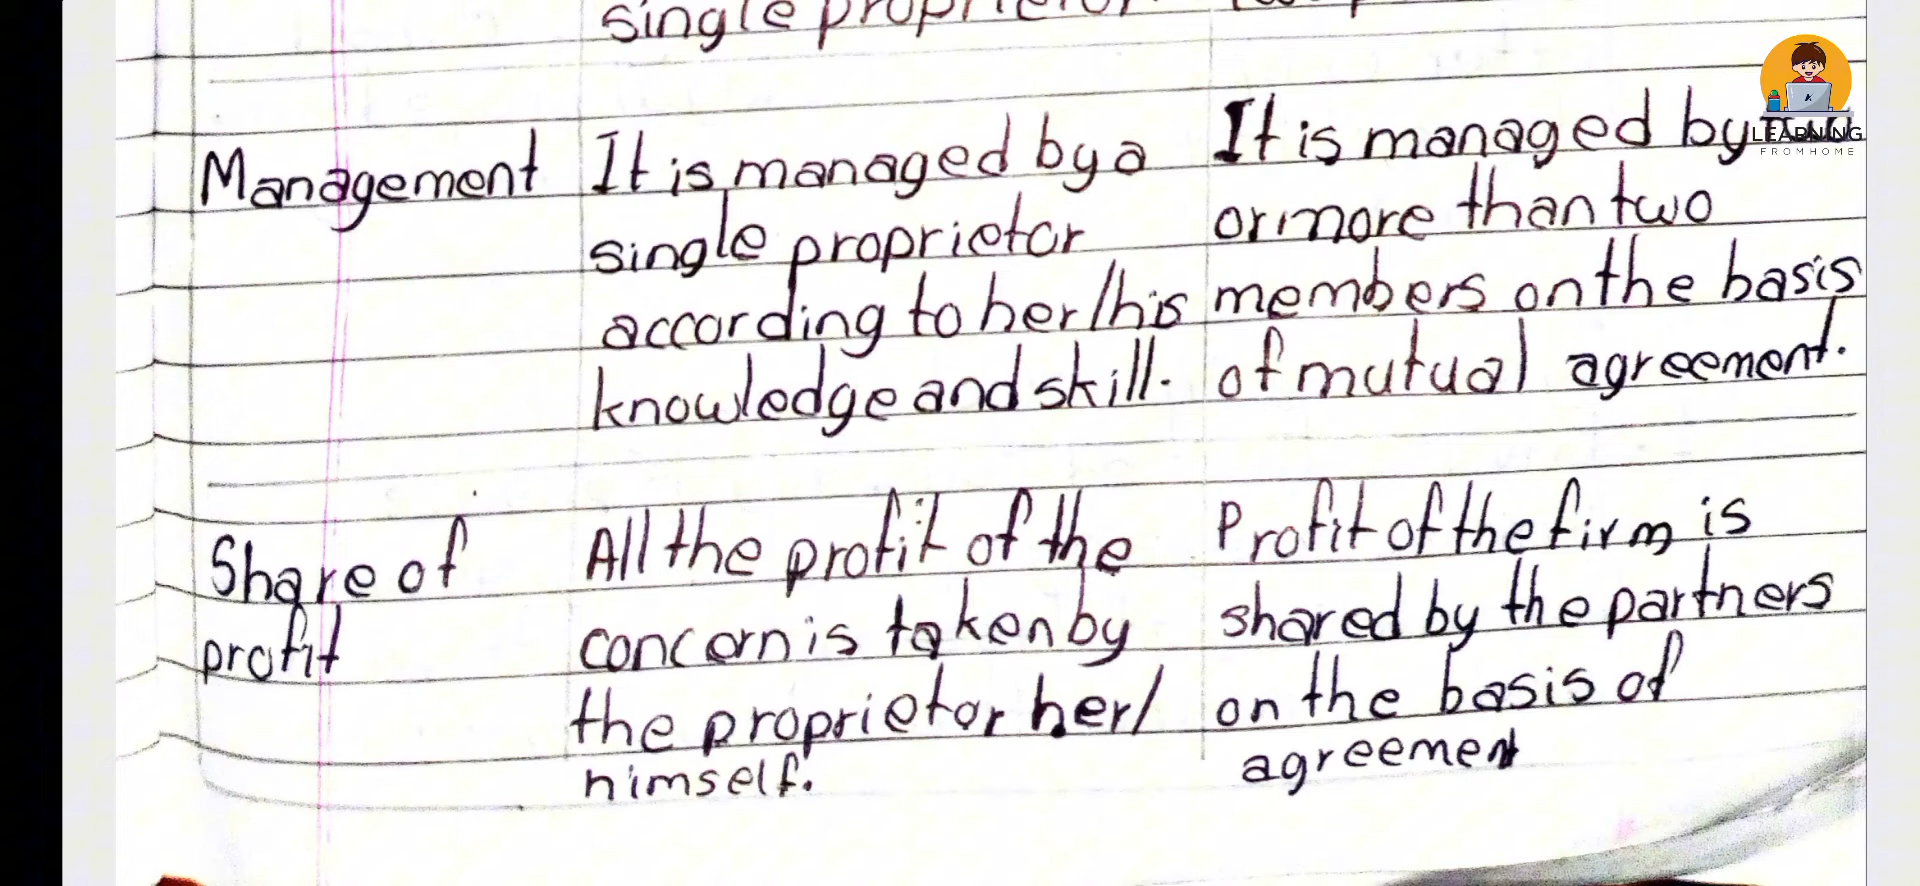 single proprietor
Management It is managed by a It is managed by two
single proprietor or more than two
according to her/his members on the basis
knowledge and skill. of mutual agreement.
Share of All the profit of the Profit of the firm is
profit concern is taken by shared by the partners
the proprietor her/ on the basis of
himself. agreement
LEARNING
FROM HOME